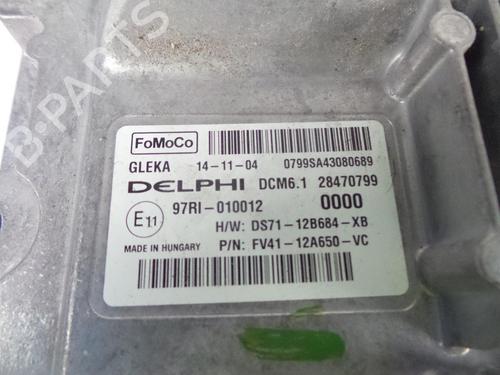 B-PARTS
FoMoCo
GLEKA 14-11-04 0799SA43080689
DELPHI DCM6.1 28470799
E11 97RI-010012 0000
H/W: DS71-12B684-XB
MADE IN HUNGARY P/N: FV41-12A650-VC